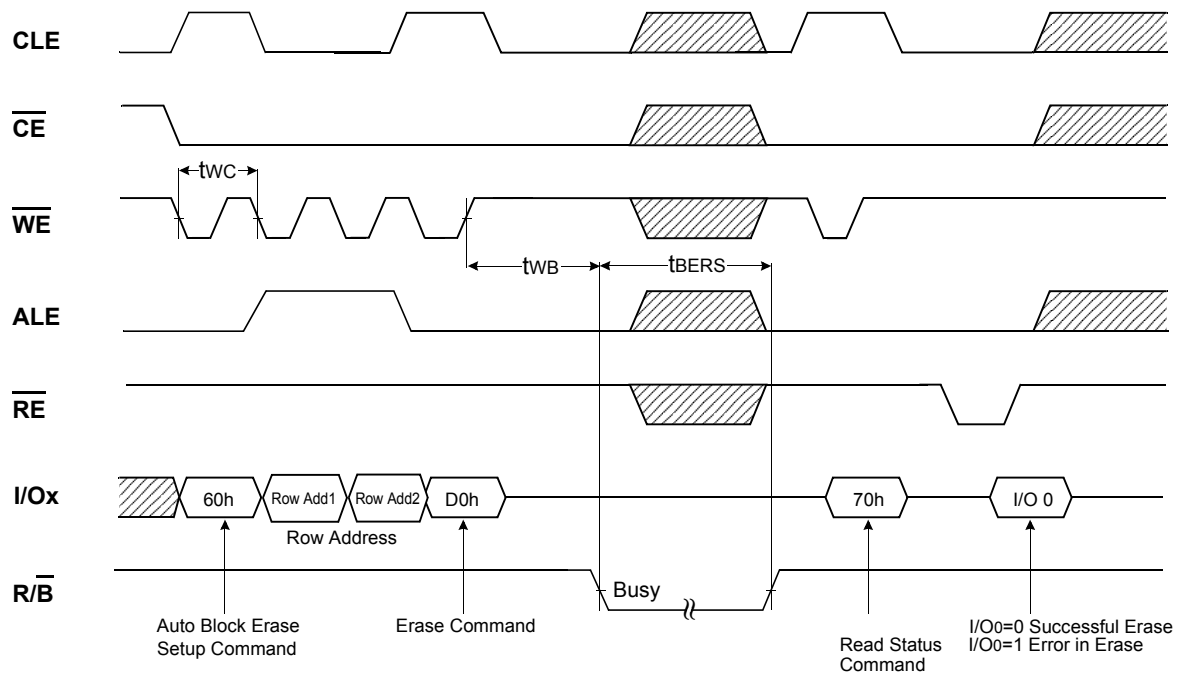 CLE
CE
tWC
WE
tWB
tBERS
ALE
RE
I/Ox
60h
Row Add1
Row Add2
D0h
70h
I/O 0
Row Address
R/B
Busy
Auto Block Erase
Setup Command
Erase Command
Read Status
Command
I/O0=0 Successful Erase
I/O0=1 Error in Erase